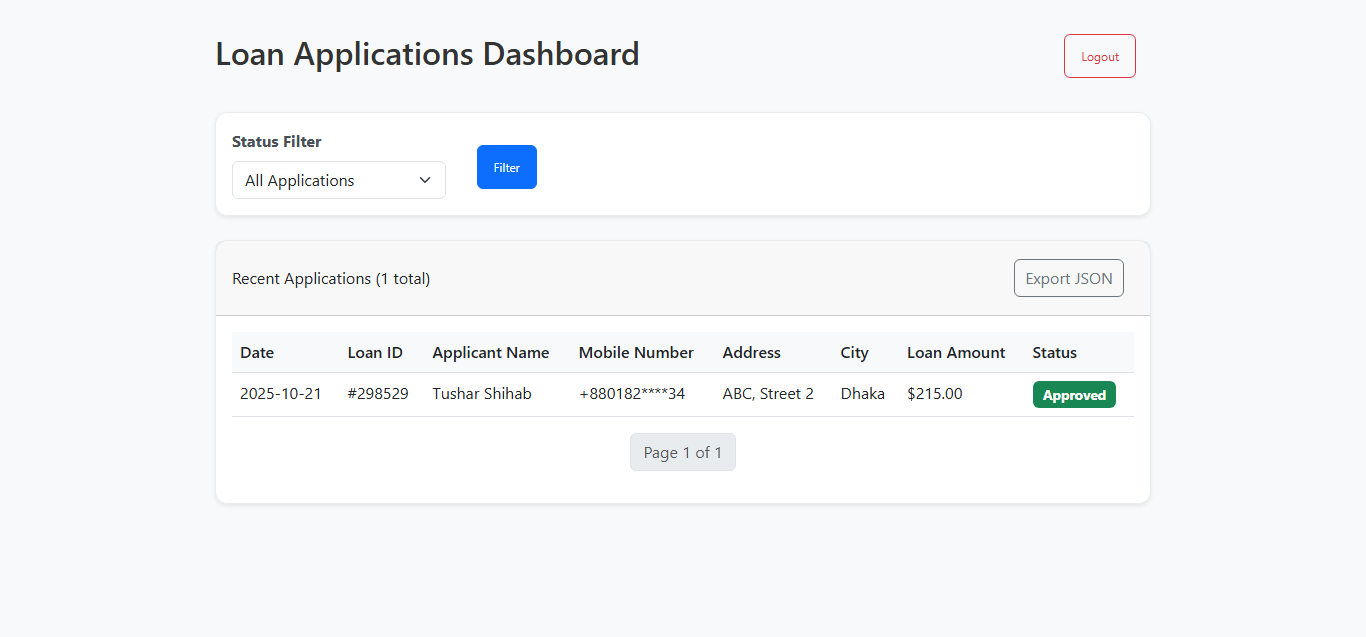 Loan Applications Dashboard
Logout
Status Filter
All Applications
Filter
Recent Applications (1 total)
Export JSON
Date Loan ID Applicant Name Mobile Number Address City Loan Amount Status
2025-10-21 #298529 Tushar Shihab +880182****34 ABC, Street 2 Dhaka $215.00 Approved
Page 1 of 1